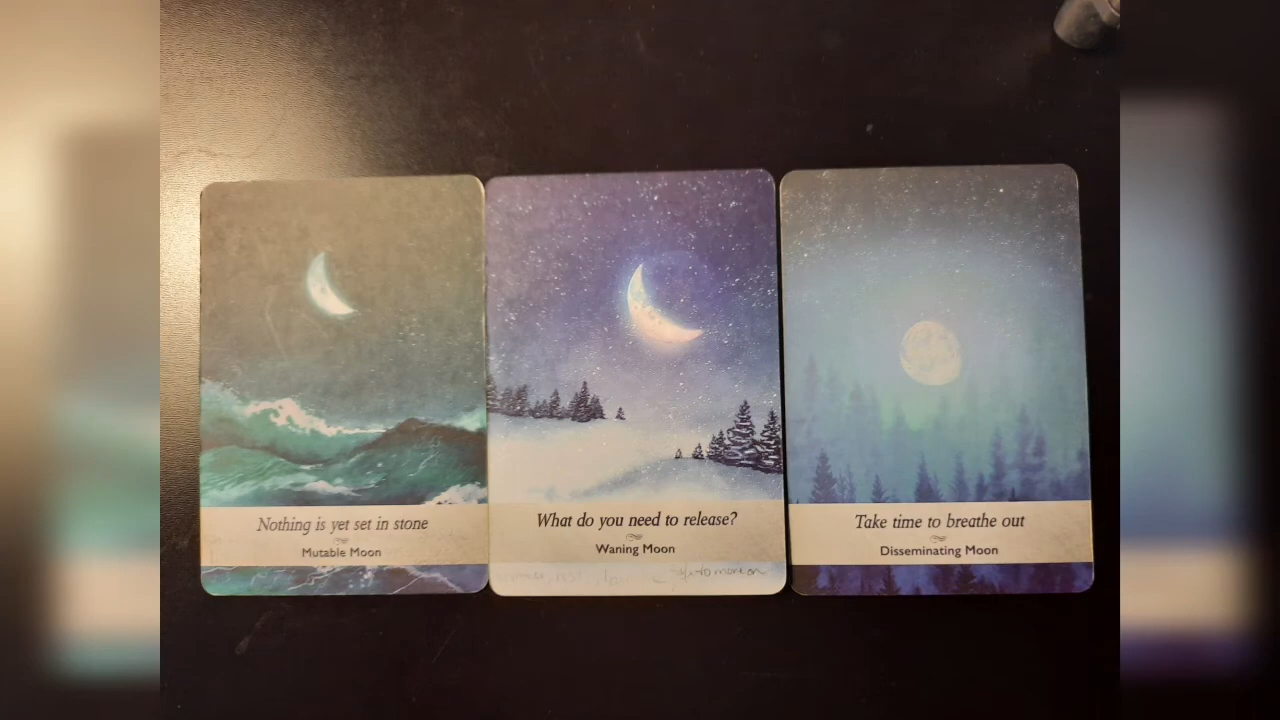 Nothing is yet set in stone
Mutable Moon
What do you need to release?
Waning Moon
Take time to breathe out
Disseminating Moon